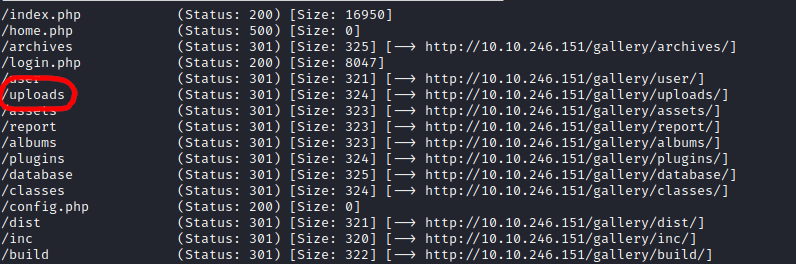 /index.php (Status: 200) [Size: 16950]
/home.php (Status: 500) [Size: 0]
/archives (Status: 301) [Size: 325] [--> http://10.10.246.151/gallery/archives/]
/login.php (Status: 200) [Size: 8047]
/user (Status: 301) [Size: 321] [--> http://10.10.246.151/gallery/user/]
/uploads (Status: 301) [Size: 324] [--> http://10.10.246.151/gallery/uploads/]
/assets (Status: 301) [Size: 323] [--> http://10.10.246.151/gallery/assets/]
/report (Status: 301) [Size: 323] [--> http://10.10.246.151/gallery/report/]
/albums (Status: 301) [Size: 323] [--> http://10.10.246.151/gallery/albums/]
/plugins (Status: 301) [Size: 324] [--> http://10.10.246.151/gallery/plugins/]
/database (Status: 301) [Size: 325] [--> http://10.10.246.151/gallery/database/]
/classes (Status: 301) [Size: 324] [--> http://10.10.246.151/gallery/classes/]
/config.php (Status: 200) [Size: 0]
/dist (Status: 301) [Size: 321] [--> http://10.10.246.151/gallery/dist/]
/inc (Status: 301) [Size: 320] [--> http://10.10.246.151/gallery/inc/]
/build (Status: 301) [Size: 322] [--> http://10.10.246.151/gallery/build/]